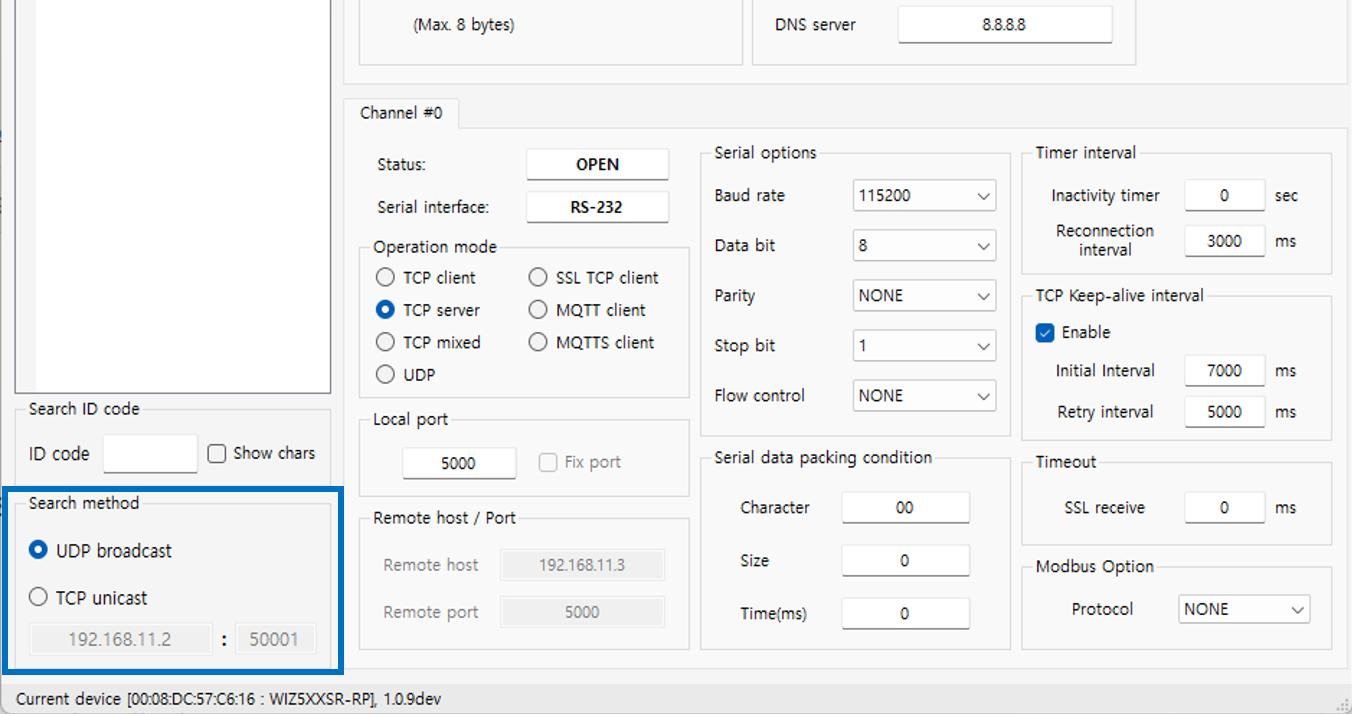 (Max. 8 bytes)
DNS server 8.8.8.8
Channel #0
Status: OPEN
Serial interface: RS-232
Operation mode
TCP client SSL TCP client
TCP server MQTT client
TCP mixed MQTTS client
UDP
Local port
5000 Fix port
Remote host / Port
Remote host 192.168.11.3
Remote port 5000
Serial options
Baud rate 115200
Data bit 8
Parity NONE
Stop bit 1
Flow control NONE
Serial data packing condition
Character 00
Size 0
Time(ms) 0
Timer interval
Inactivity timer 0 sec
Reconnection
interval 3000 ms
TCP Keep-alive interval
Enable
Initial Interval 7000 ms
Retry interval 5000 ms
Timeout
SSL receive 0 ms
Modbus Option
Protocol NONE
Search ID code
ID code Show chars
Search method
UDP broadcast
TCP unicast
192.168.11.2 : 50001
Current device [00:08:DC:57:C6:16 : WIZ5XXSR-RP], 1.0.9dev